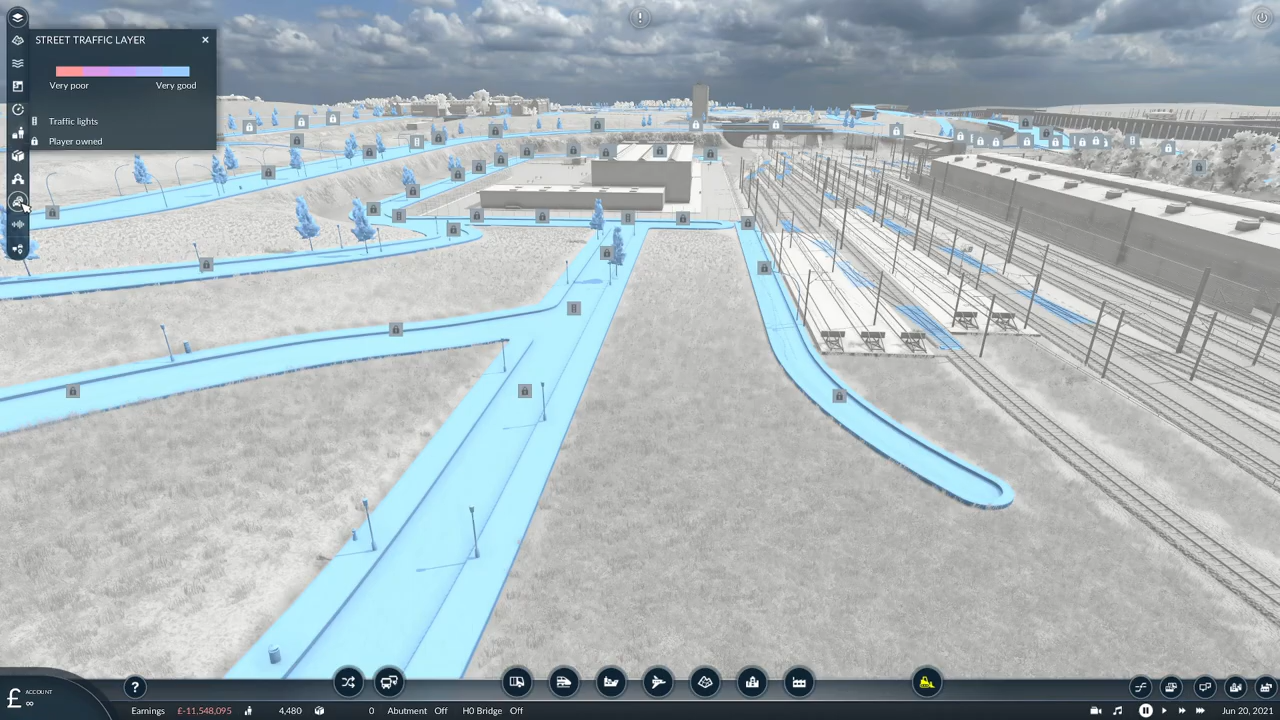 STREET TRAFFIC LAYER
Very poor Very good
Traffic lights
Player owned
£ ACCOUNT
∞
?
Earnings £-11,548,095 4,480 0 Abutment Off H0 Bridge Off
Jun 20, 2021